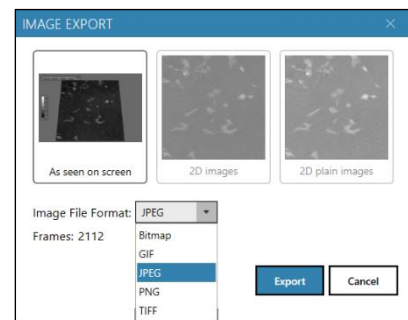 IMAGE EXPORT
As seen on screen
2D images
2D plain images
Image File Format: JPEG
Frames: 2112
Bitmap
GIF
JPEG
PNG
TIFF
Export
Cancel